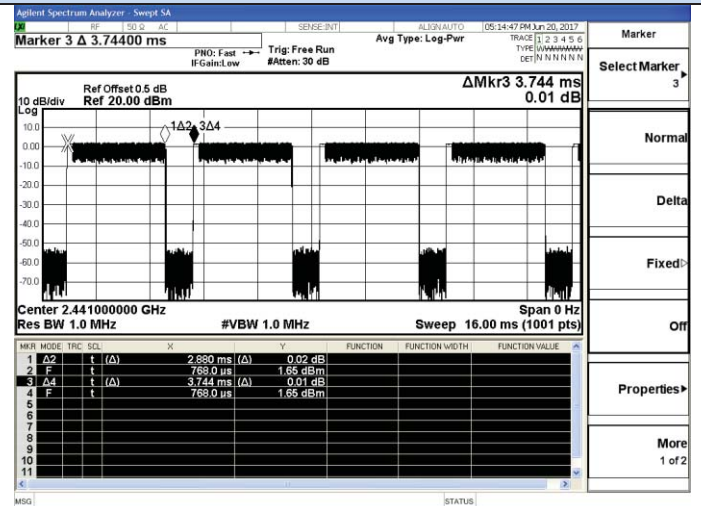 Agilent Spectrum Analyzer - Swept SA
RF 50 Ω AC SENSE:INT ALIGN AUTO 05:14:47 PM Jun 20, 2017
Marker 3 Δ 3.74400 ms
PNO: Fast
IFGain:Low
Trig: Free Run
#Atten: 30 dB
Avg Type: Log-Pwr
TRACE 1 2 3 4 5 6
TYPE WWWWWWW
DET N N N N N N
Ref Offset 0.5 dB
Ref 20.00 dBm
ΔMkr3 3.744 ms
0.01 dB
10 dB/div
Log
10.0
0.00
-10.0
-20.0
-30.0
-40.0
-50.0
-60.0
-70.0
1Δ2 3Δ4
X
Center 2.441000000 GHz
Span 0 Hz
Res BW 1.0 MHz
#VBW 1.0 MHz
Sweep 16.00 ms (1001 pts)
MKR MODE TRC SCL X Y FUNCTION FUNCTION WIDTH FUNCTION VALUE
1 Δ2 t (Δ) 2.880 ms (Δ) 0.02 dB
2 F t 768.0 us 1.65 dBm
3 Δ4 t (Δ) 3.744 ms (Δ) 0.01 dB
4 F t 768.0 us 1.65 dBm
5
6
7
8
9
10
11
MSG
STATUS
Marker
Select Marker
3
Normal
Delta
Fixed
Off
Properties
More
1 of 2